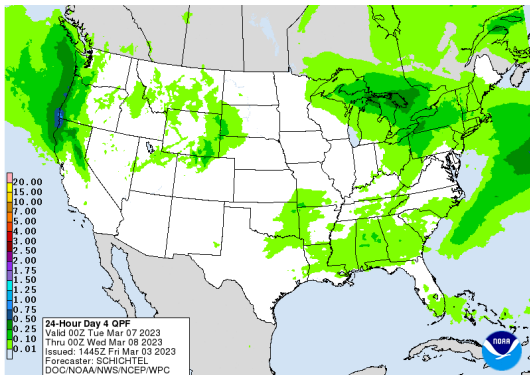 20.00
15.00
10.00
7.00
5.00
4.00
3.00
2.50
2.00
1.75
1.50
1.25
1.00
0.75
0.50
0.25
0.10
0.01
24-Hour Day 4 QPF
Valid 00Z Tue Mar 07 2023
Thru 00Z Wed Mar 08 2023
Issued: 1445Z Fri Mar 03 2023
Forecaster: SCHICHTEL
DOC/NOAA/NWS/NCEP/WPC
NOAA